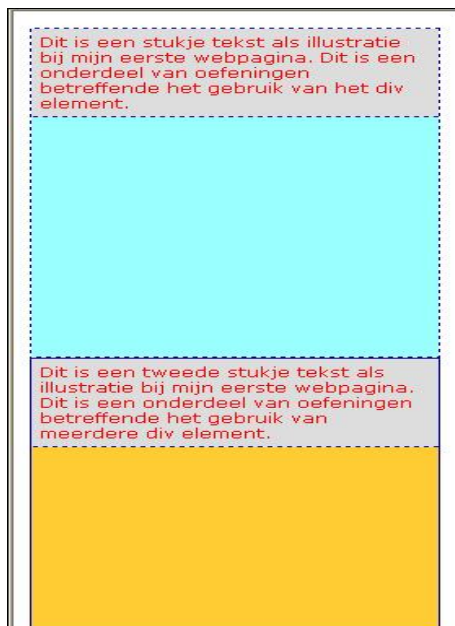 Dit is een stukje tekst als illustratie
bij mijn eerste webpagina. Dit is een
onderdeel van oefeningen
betreffende het gebruik van het div
element.
Dit is een tweede stukje tekst als
illustratie bij mijn eerste webpagina.
Dit is een onderdeel van oefeningen
betreffende het gebruik van
meerdere div element.